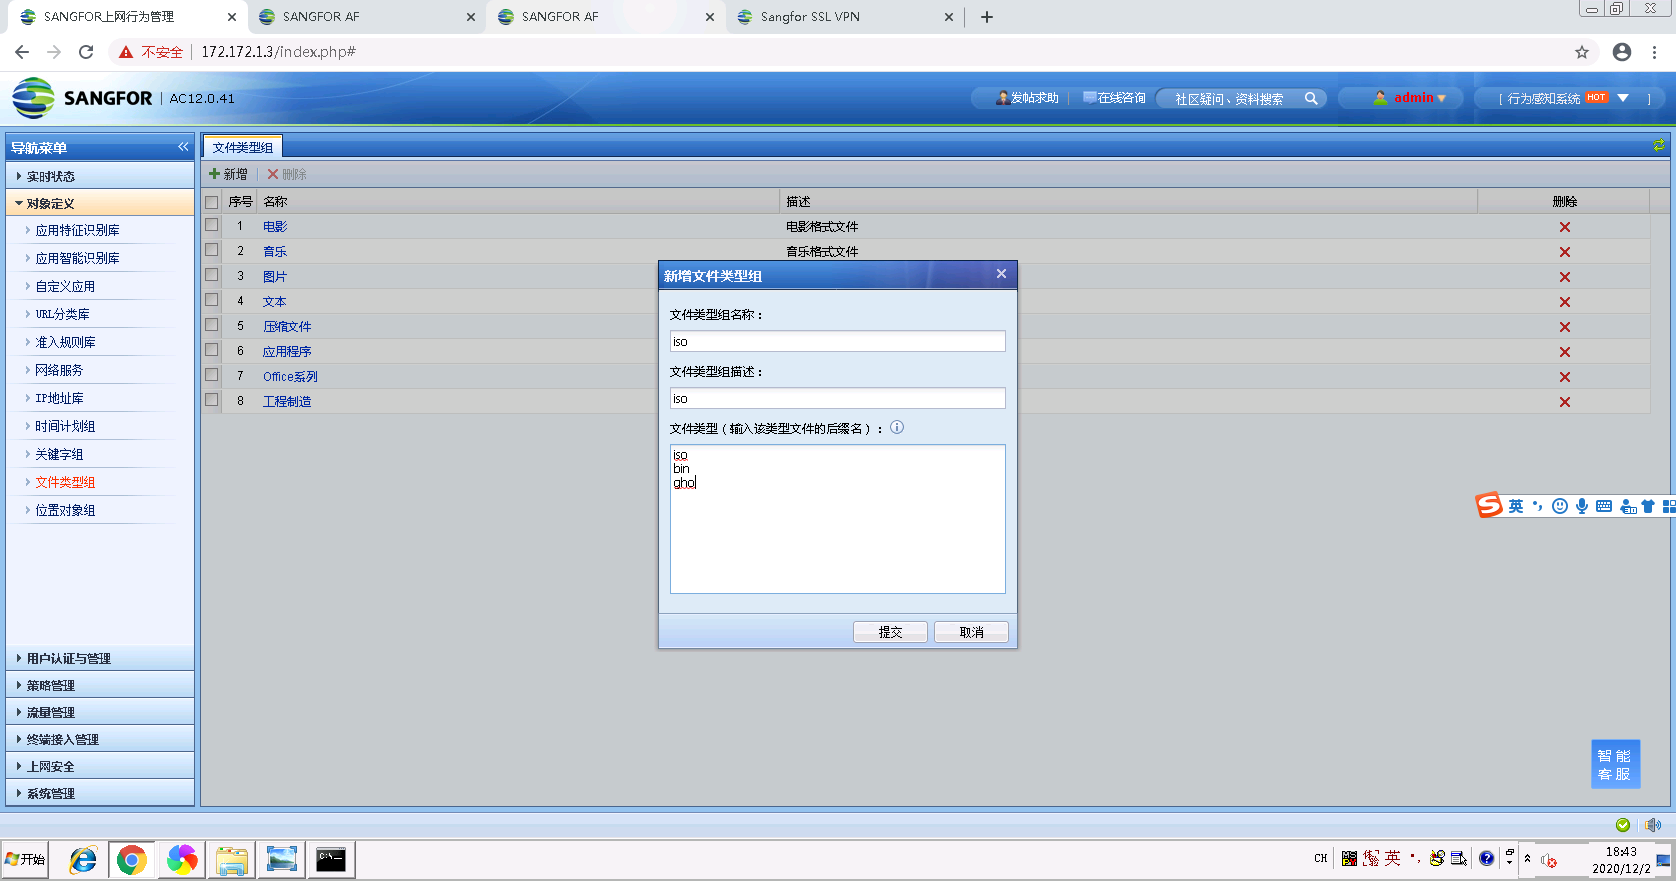 SANGFOR上网行为管理
SANGFOR AF
SANGFOR AF
Sangfor SSL VPN
不安全
172.172.1.3/index.php#
SANGFOR | AC12.0.41
发帖求助
在线咨询
社区疑问、资料搜索
admin
[ 行为感知系统 HOT ]
导航菜单
实时状态
对象定义
应用特征识别库
应用智能识别库
自定义应用
URL分类库
准入规则库
网络服务
IP地址库
时间计划组
关键字组
文件类型组
位置对象组
用户认证与管理
策略管理
流量管理
终端接入管理
上网安全
系统管理
文件类型组
新增 删除
序号 名称 描述 删除
1 电影 电影格式文件
2 音乐 音乐格式文件
3 图片
4 文本
5 压缩文件
6 应用程序
7 Office系列
8 工程制造
新增文件类型组
文件类型组名称：
iso
文件类型组描述：
iso
文件类型（输入该类型文件的后缀名）：
iso
bin
gho
提交 取消
英
智能
客服
开始
C:\
CH
英
18:43
2020/12/2